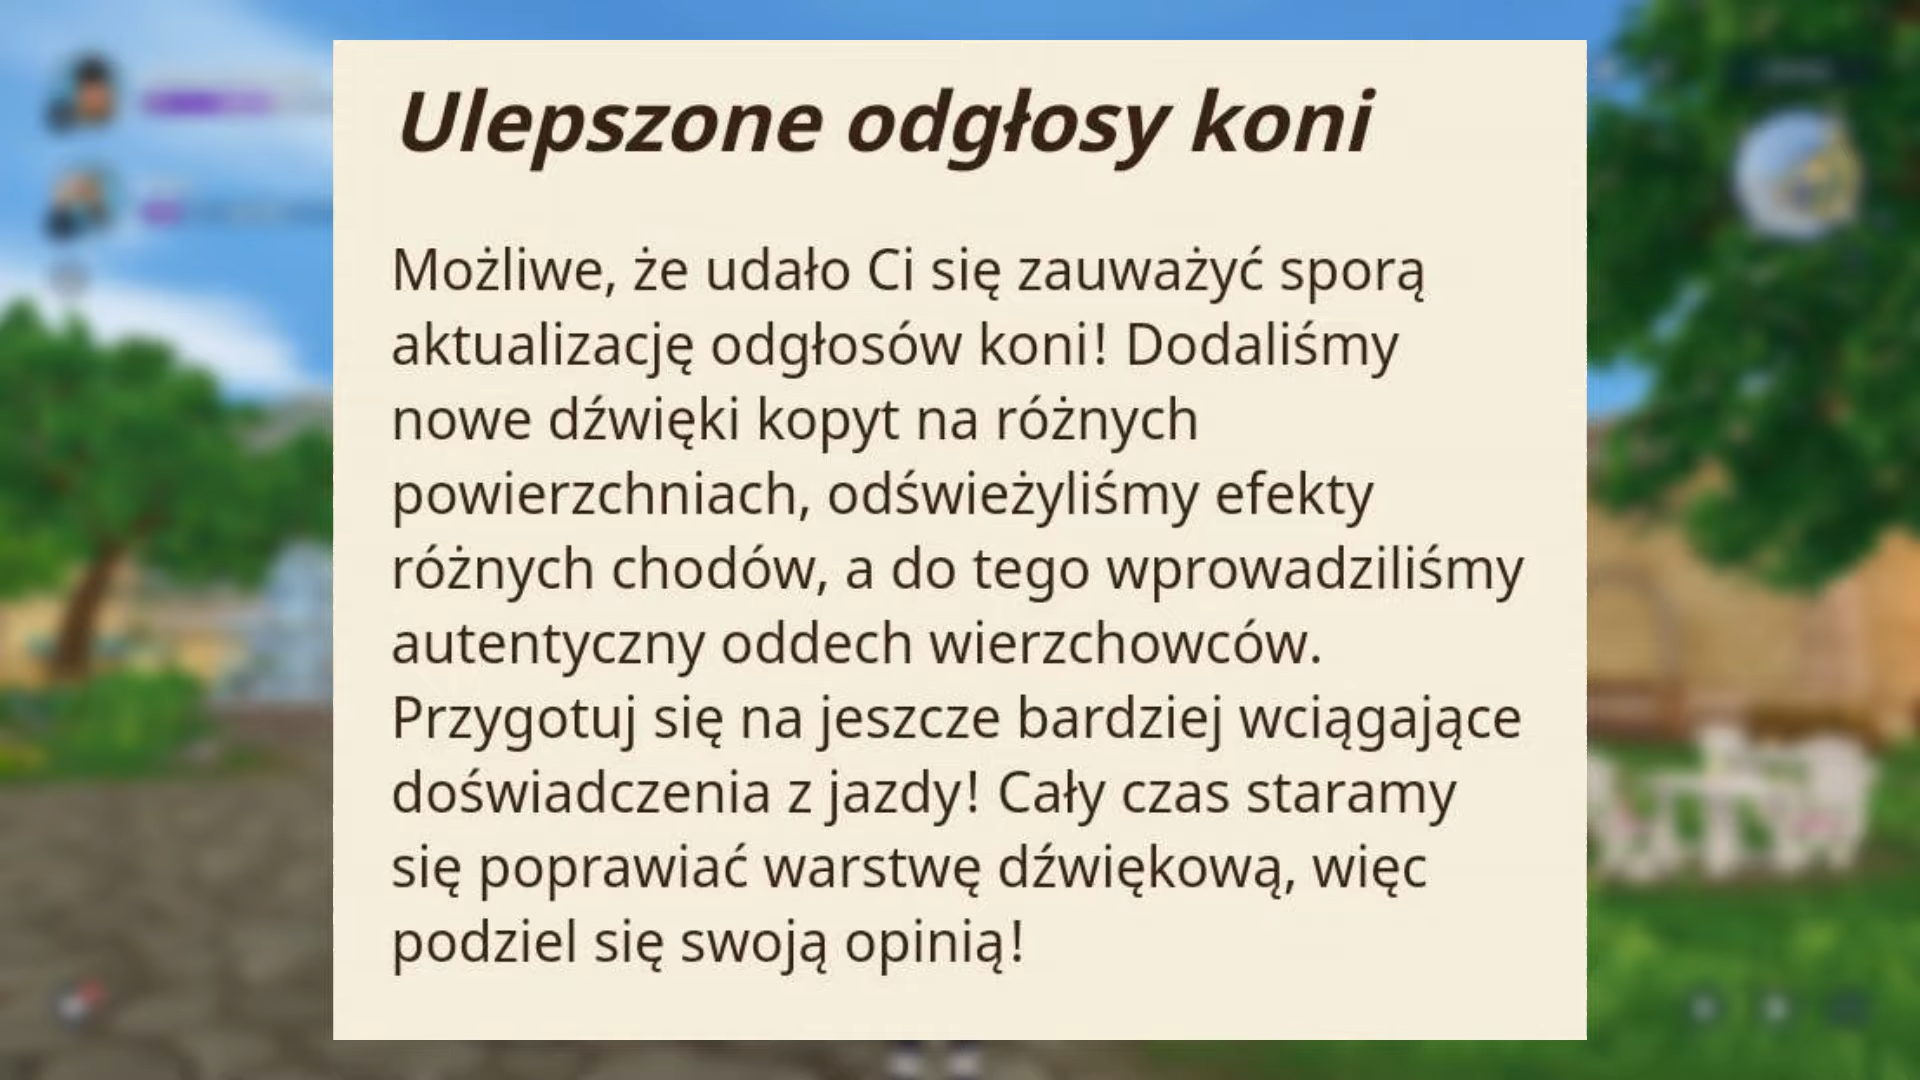 Ulepszone odgłosy koni
Możliwe, że udało Ci się zauważyć sporą
aktualizację odgłosów koni! Dodaliśmy
nowe dźwięki kopyt na różnych
powierzchniach, odświeżyliśmy efekty
różnych chodów, a do tego wprowadziliśmy
autentyczny oddech wierzchowców.
Przygotuj się na jeszcze bardziej wciągające
doświadczenia z jazdy! Cały czas staramy
się poprawiać warstwę dźwiękową, więc
podziel się swoją opinią!